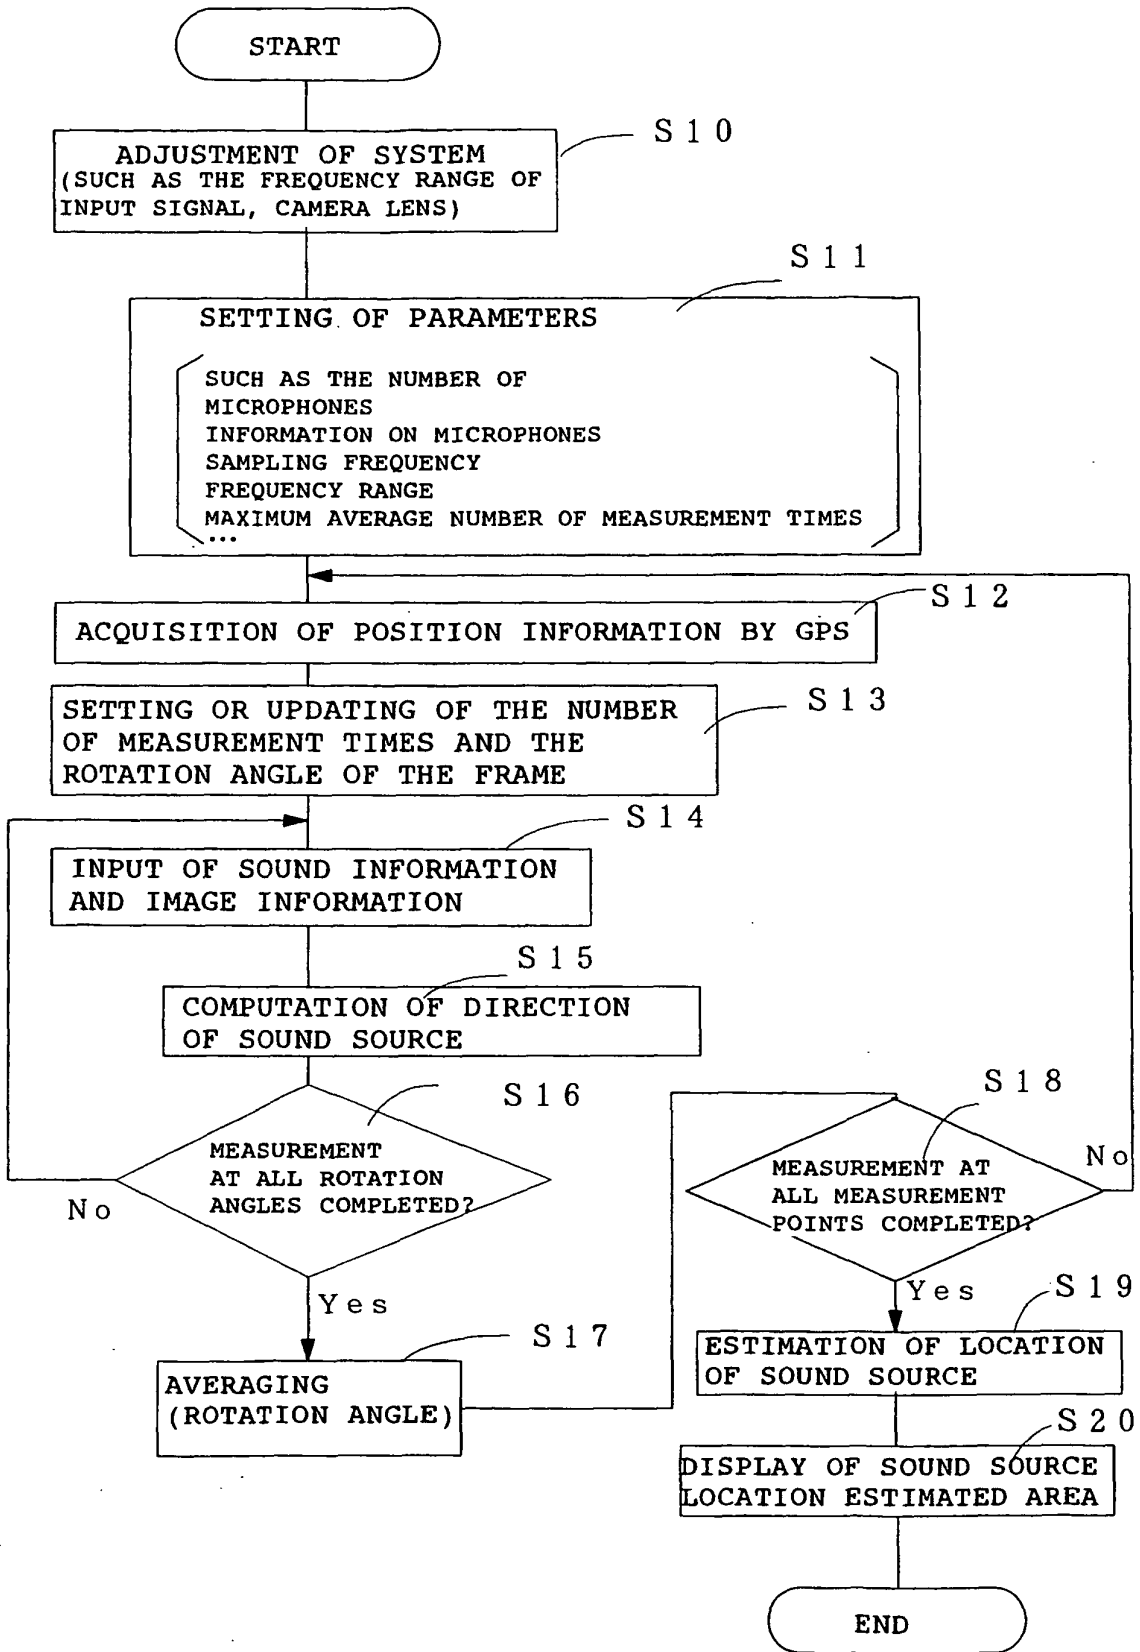 START
S10
ADJUSTMENT OF SYSTEM
(SUCH AS THE FREQUENCY RANGE OF
INPUT SIGNAL, CAMERA LENS)
S11
SETTING OF PARAMETERS
SUCH AS THE NUMBER OF
MICROPHONES
INFORMATION ON MICROPHONES
SAMPLING FREQUENCY
FREQUENCY RANGE
MAXIMUM AVERAGE NUMBER OF MEASUREMENT TIMES
...
S12
ACQUISITION OF POSITION INFORMATION BY GPS
S13
SETTING OR UPDATING OF THE NUMBER
OF MEASUREMENT TIMES AND THE
ROTATION ANGLE OF THE FRAME
S14
INPUT OF SOUND INFORMATION
AND IMAGE INFORMATION
S15
COMPUTATION OF DIRECTION
OF SOUND SOURCE
S16
MEASUREMENT
AT ALL ROTATION
ANGLES COMPLETED?
No
Yes
S17
AVERAGING
(ROTATION ANGLE)
S18
MEASUREMENT AT
ALL MEASUREMENT
POINTS COMPLETED?
No
Yes
S19
ESTIMATION OF LOCATION
OF SOUND SOURCE
S20
DISPLAY OF SOUND SOURCE
LOCATION ESTIMATED AREA
END